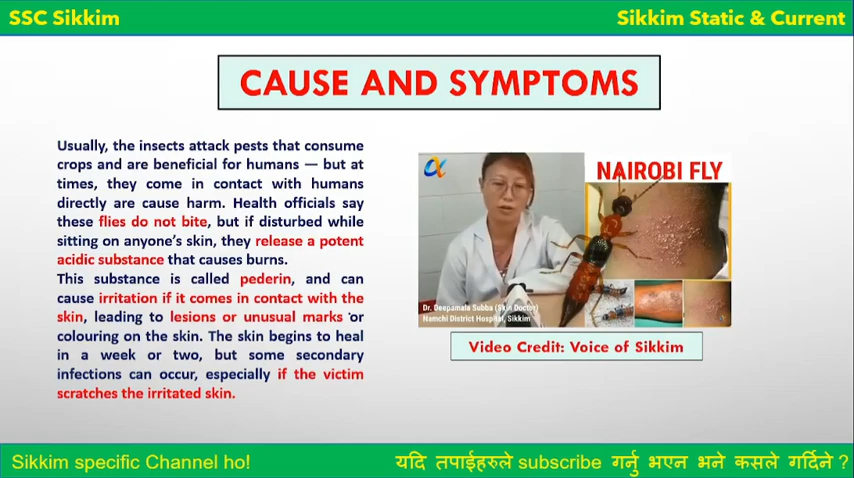 SSC Sikkim
Sikkim Static & Current
CAUSE AND SYMPTOMS
Usually, the insects attack pests that consume
crops and are beneficial for humans — but at
times, they come in contact with humans
directly are cause harm. Health officials say
these flies do not bite, but if disturbed while
sitting on anyone's skin, they release a potent
acidic substance that causes burns.
This substance is called pederin, and can
cause irritation if it comes in contact with the
skin, leading to lesions or unusual marks or
colouring on the skin. The skin begins to heal
in a week or two, but some secondary
infections can occur, especially if the victim
scratches the irritated skin.
NAIROBI FLY
Dr. Deepamala Subba (Skin Doctor)
Namchi District Hospital, Sikkim
Video Credit: Voice of Sikkim
Sikkim specific Channel ho!
यदि तपाईहरुले subscribe गर्नु भएन भने कसले गर्दिने ?